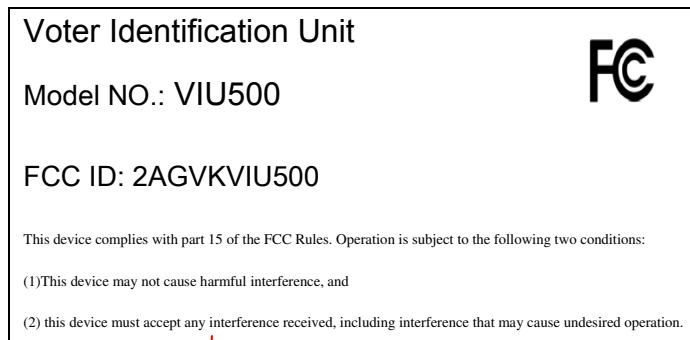 Voter Identification Unit
FC
Model NO.: VIU500
FCC ID: 2AGVKVIU500
This device complies with part 15 of the FCC Rules. Operation is subject to the following two conditions:
(1)This device may not cause harmful interference, and
(2) this device must accept any interference received, including interference that may cause undesired operation.